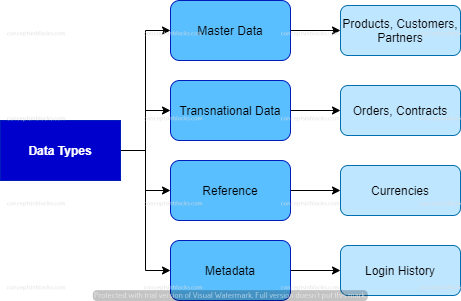 Master Data
Products, Customers,
Partners
Transnational Data
Orders, Contracts
Data Types
Reference
Currencies
Metadata
Login History
Protected with trial version of Visual Watermark. Full version doesn't put this mark.